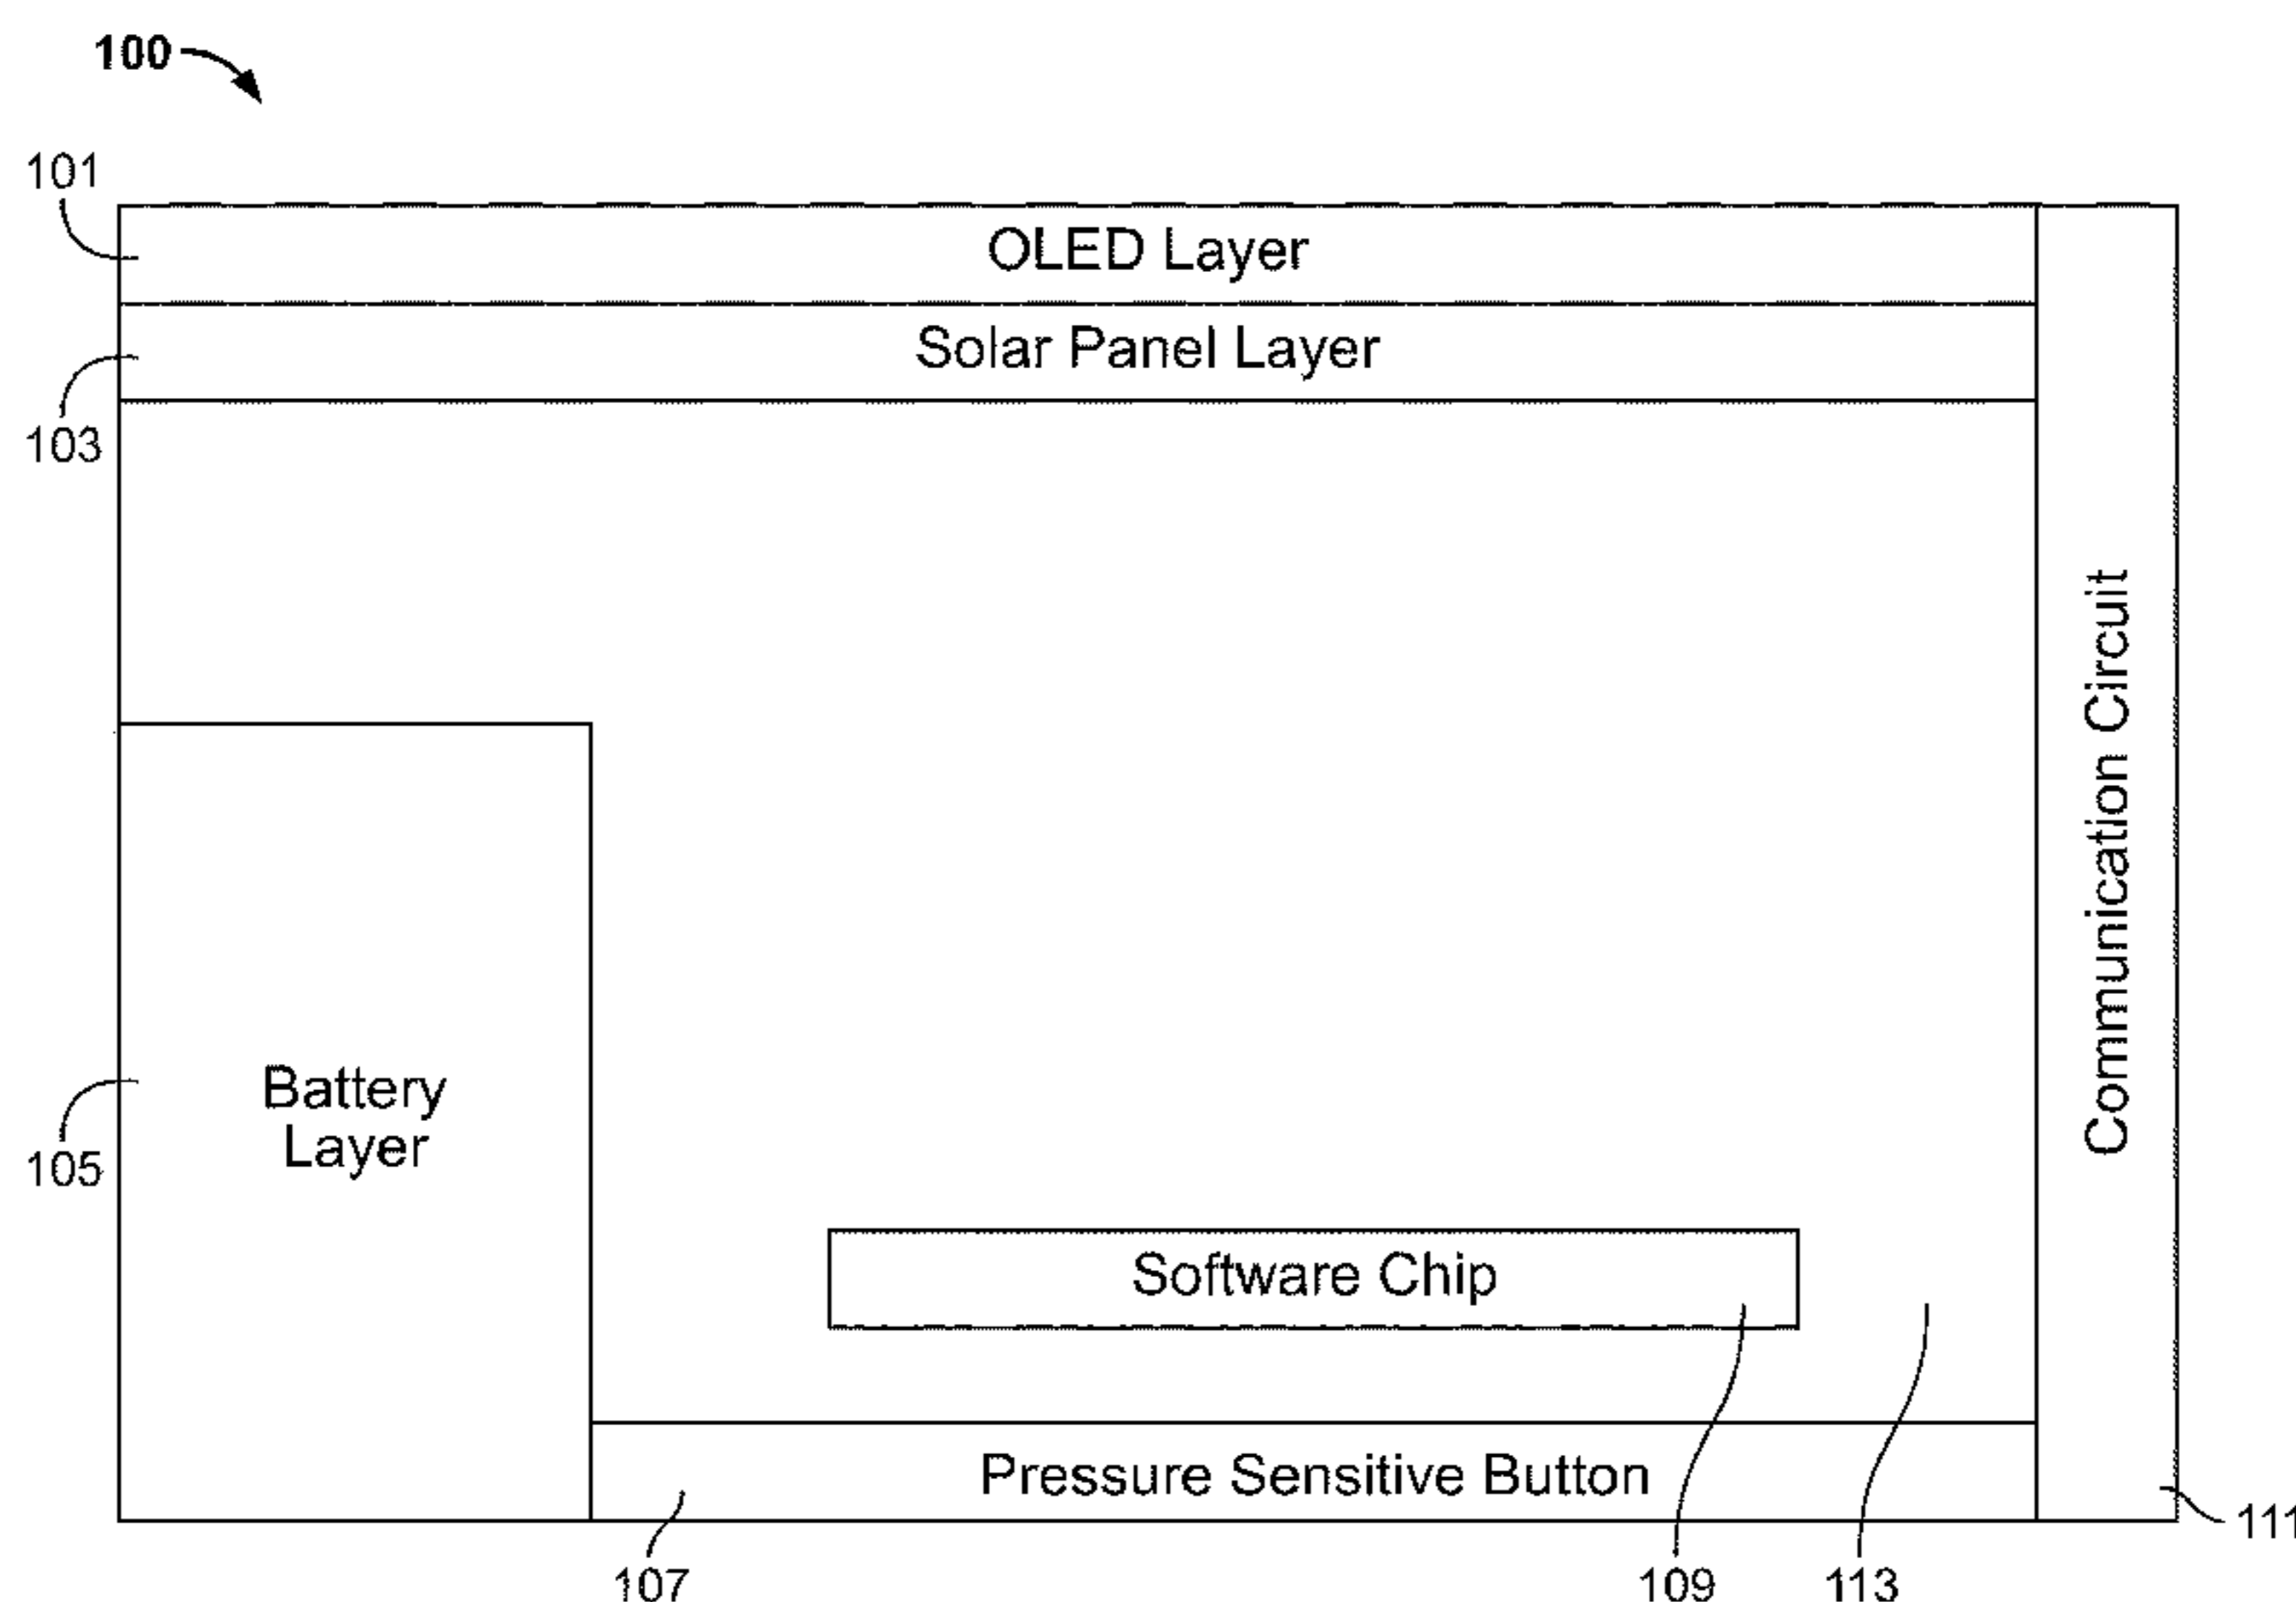 100
101
OLED Layer
Solar Panel Layer
103
Communication Circuit
Battery
Layer
105
Software Chip
Pressure Sensitive Button
111
107
109
113